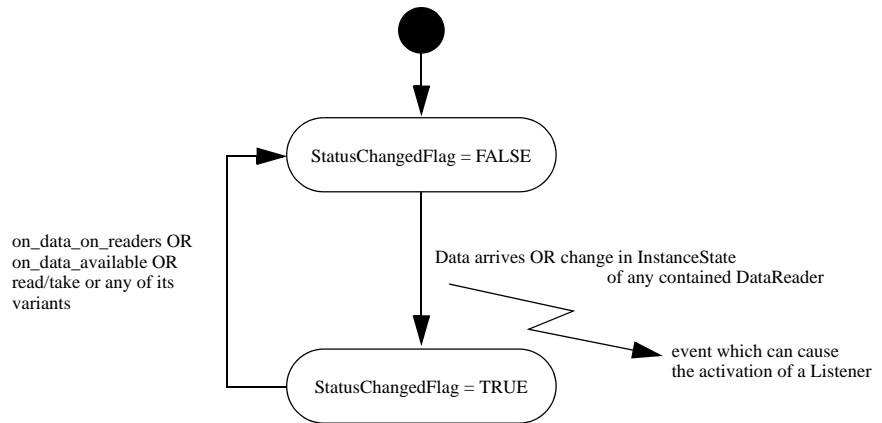 StatusChangedFlag = FALSE
on_data_on_readers OR
on_data_available OR
read/take or any of its
variants
Data arrives OR change in InstanceState
of any contained DataReader
event which can cause
the activation of a Listener
StatusChangedFlag = TRUE